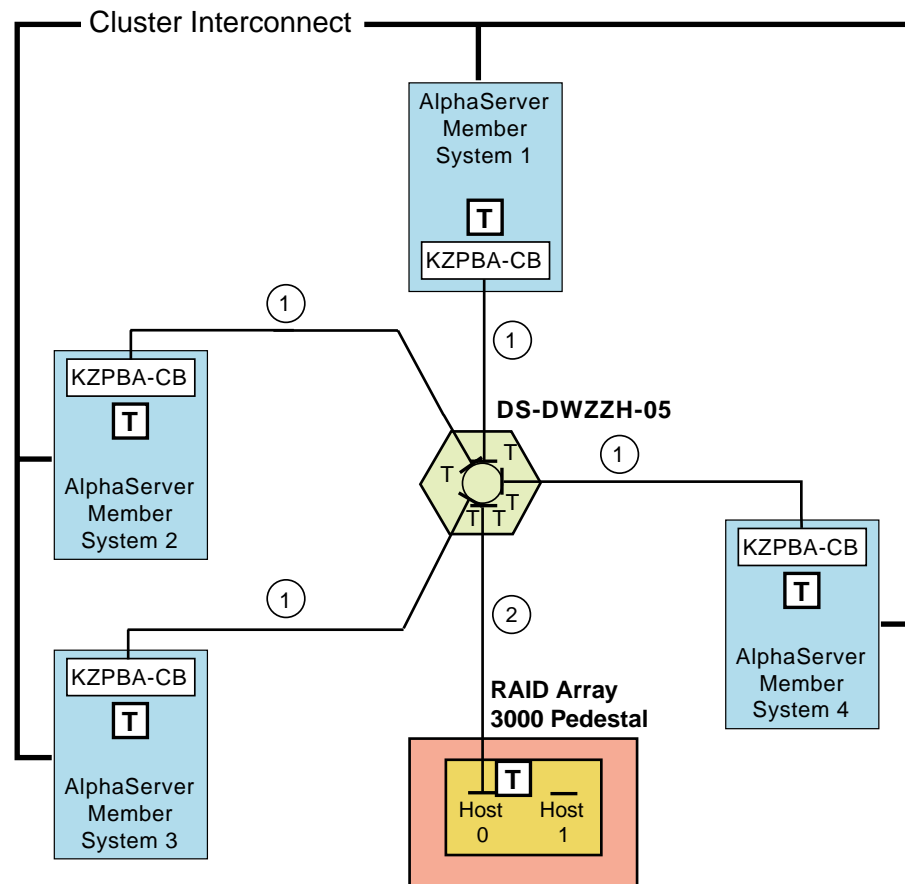 Cluster Interconnect
AlphaServer
Member
System 1
T
KZPBA-CB
1
1
KZPBA-CB
T
AlphaServer
Member
System 2
DS-DWZZH-05
T
T
T
T
T
1
KZPBA-CB
T
AlphaServer
Member
System 4
1
2
KZPBA-CB
T
AlphaServer
Member
System 3
RAID Array
3000 Pedestal
T
Host
0
Host
1